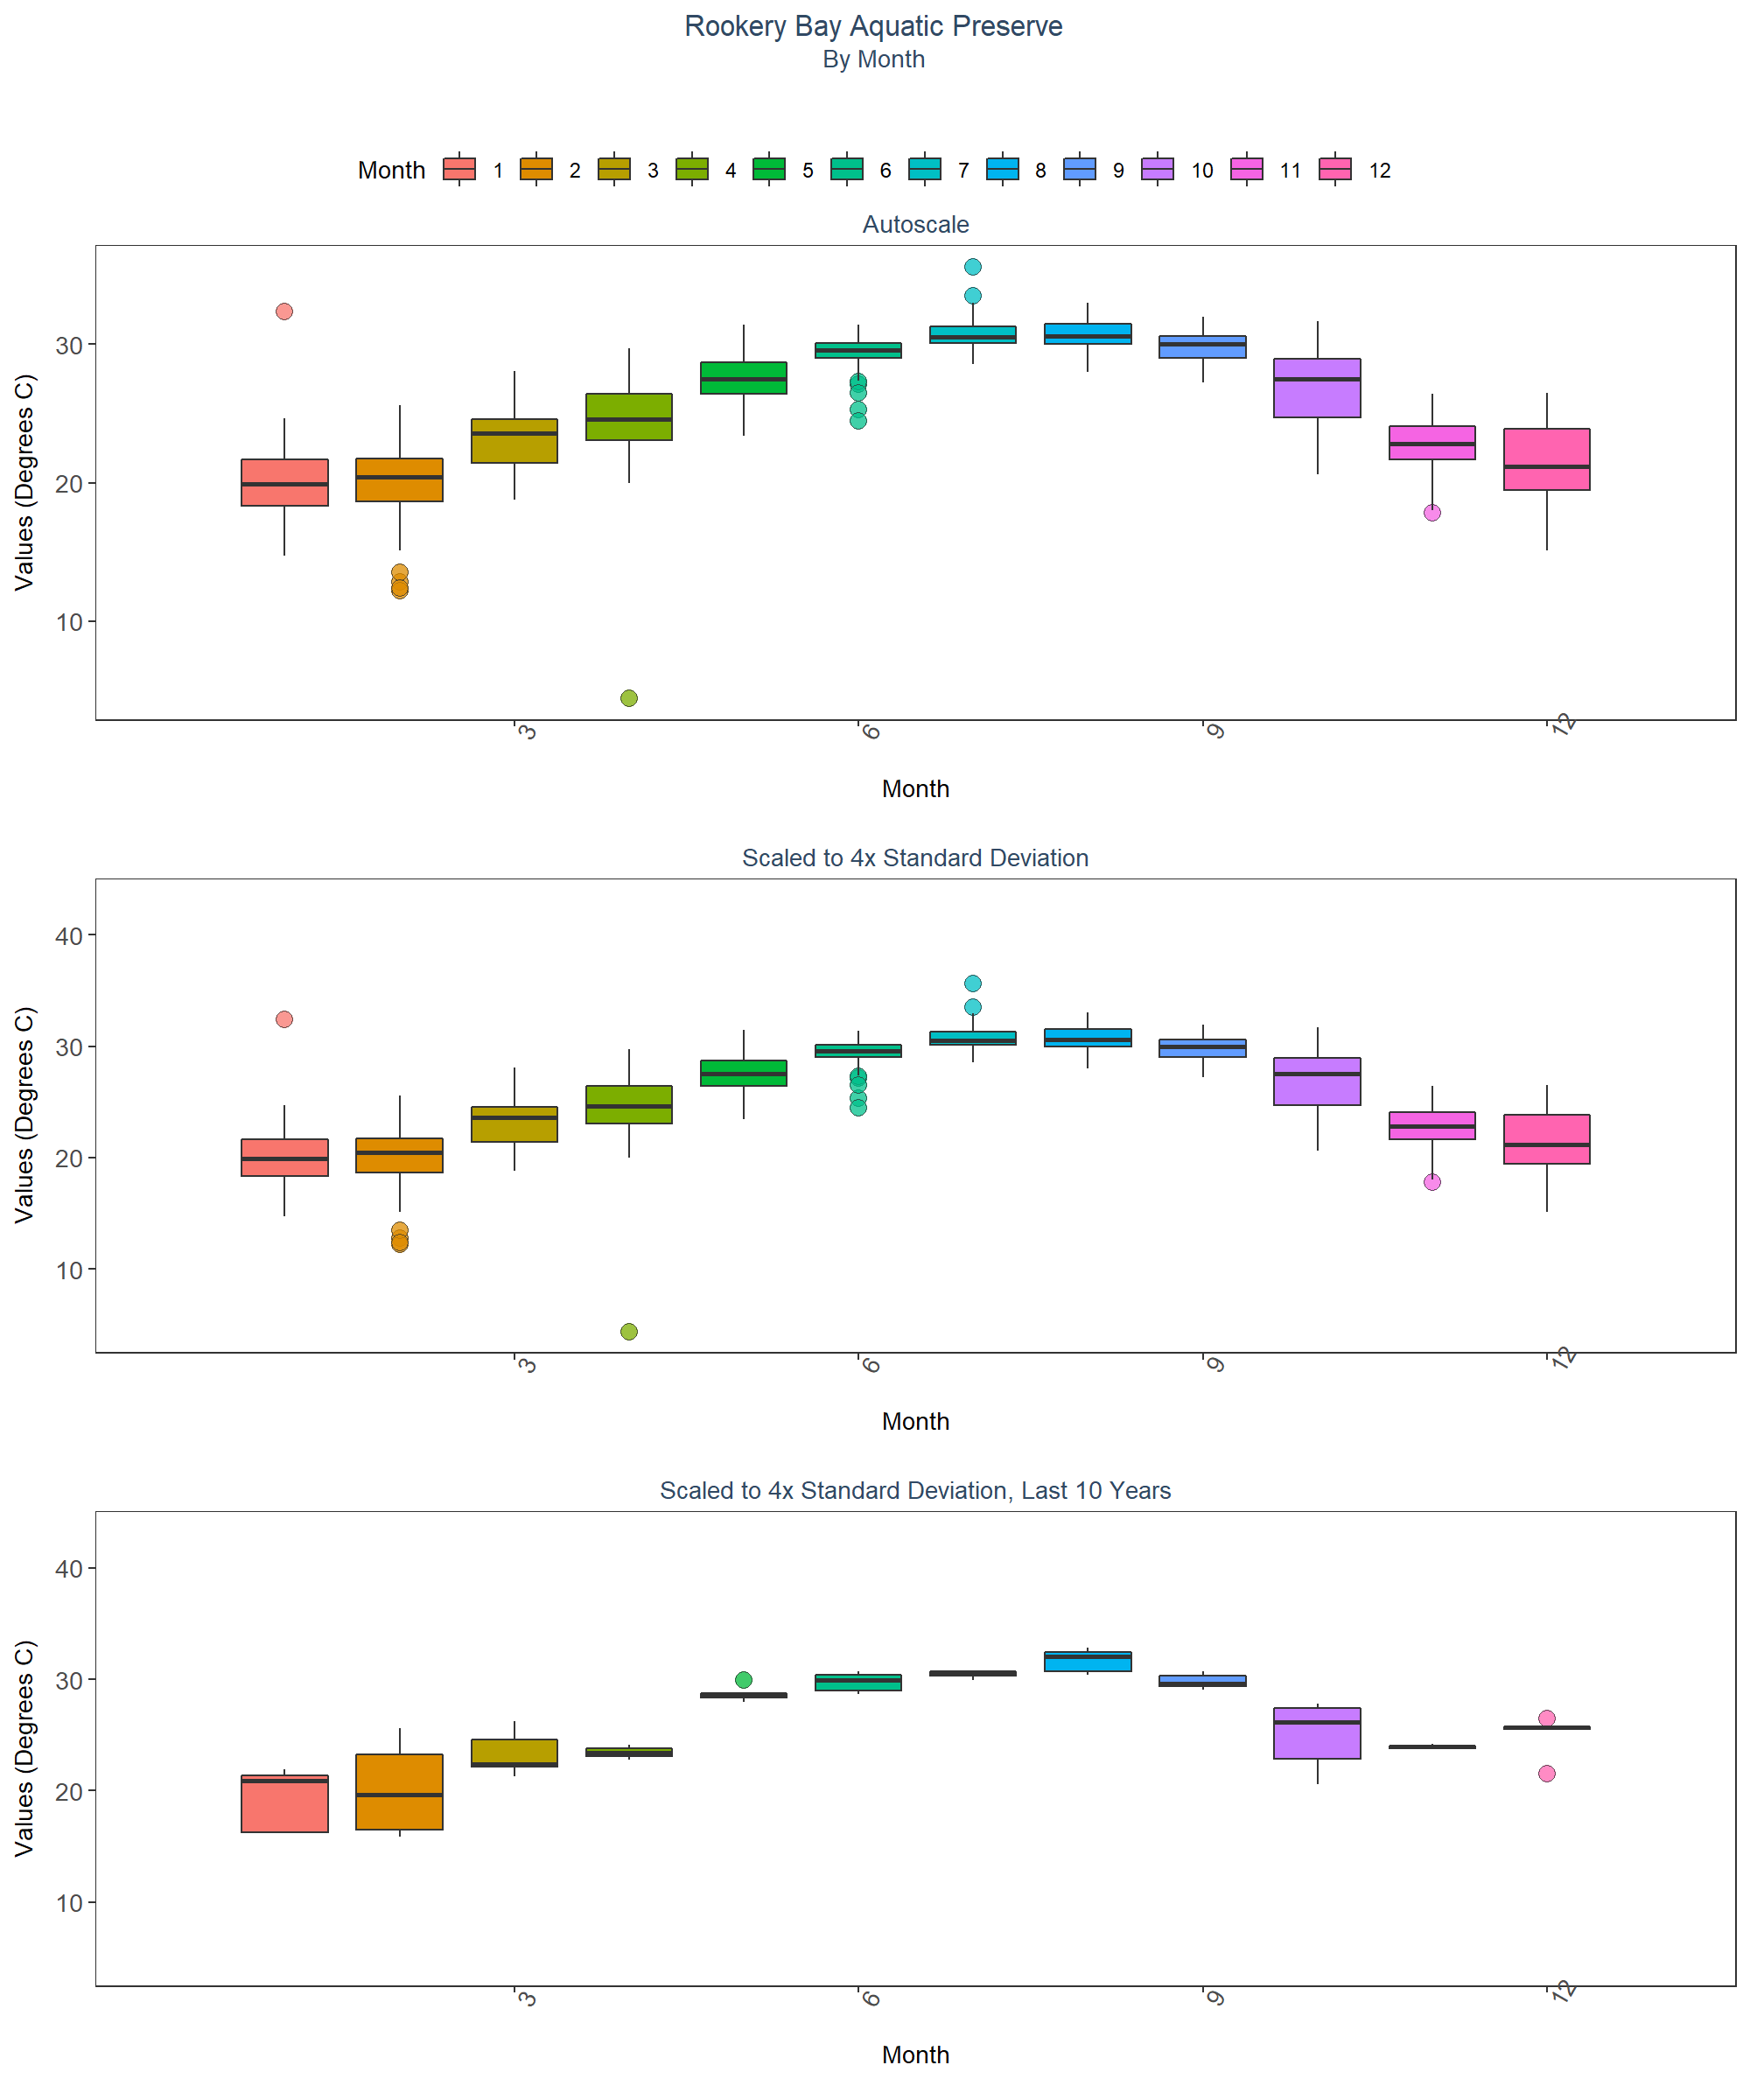 Rookery Bay Aquatic Preserve
By Month
Month 1 2 3 4 5 6 7 8 9 10 11 12
Autoscale
Values (Degrees C)
30
20
10
3 6 9 12
Month
Scaled to 4x Standard Deviation
Values (Degrees C)
40
30
20
10
3 6 9 12
Month
Scaled to 4x Standard Deviation, Last 10 Years
Values (Degrees C)
40
30
20
10
3 6 9 12
Month